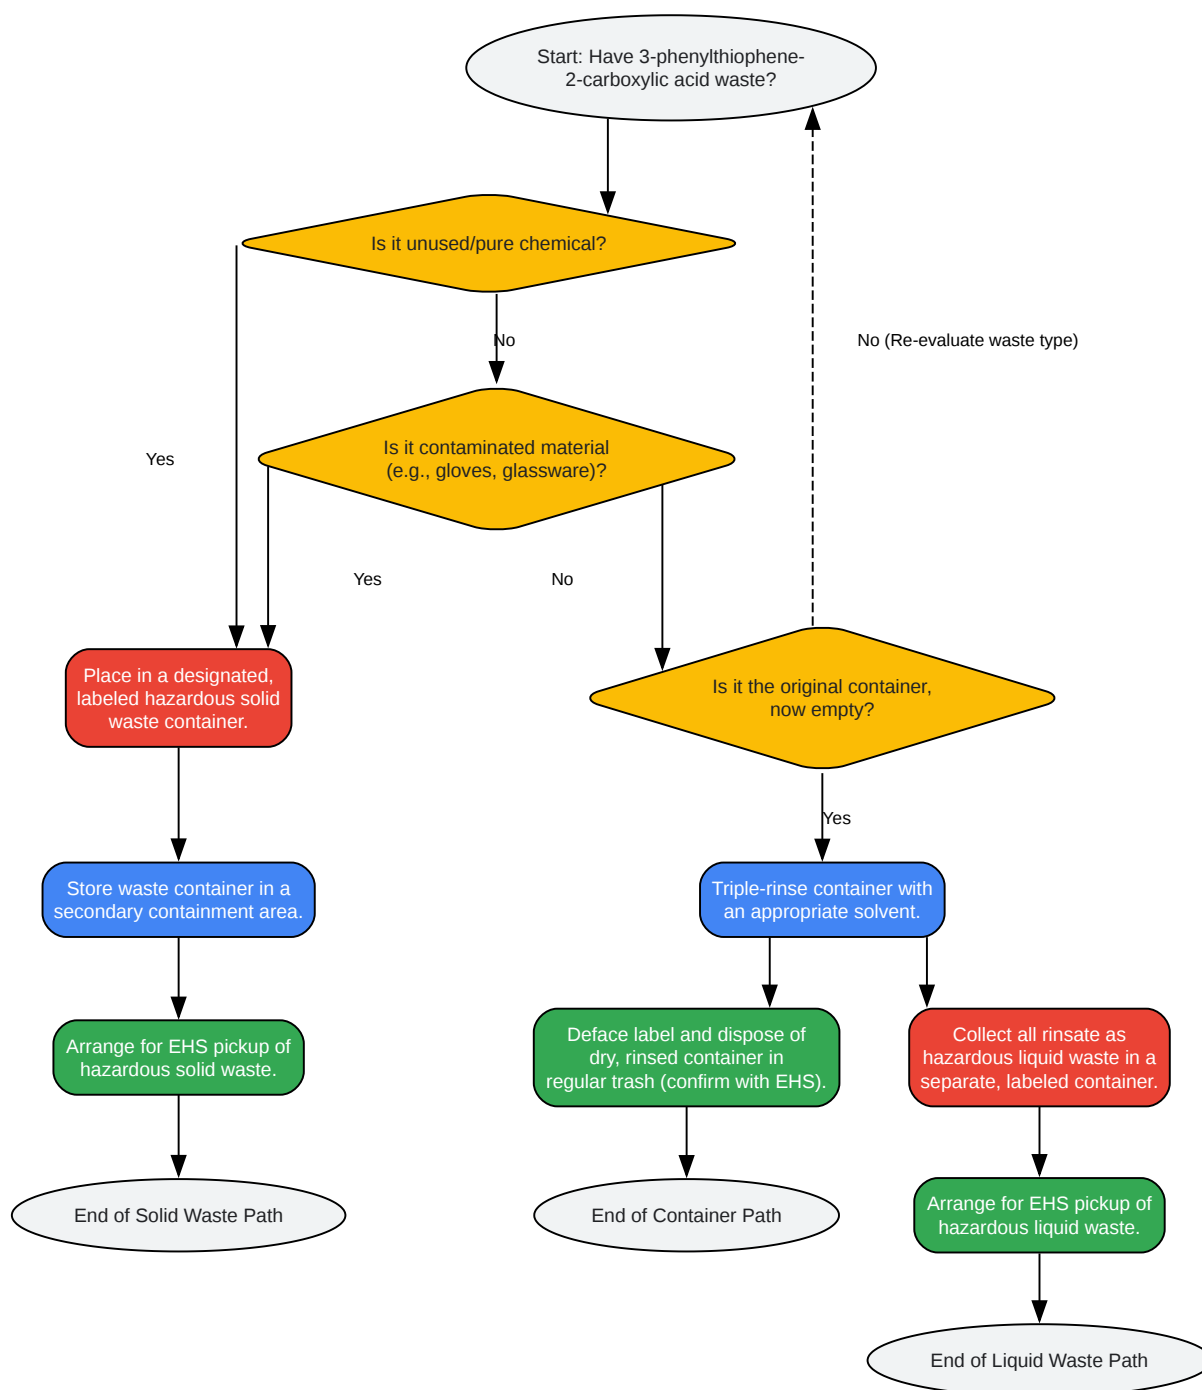 Start: Have 3-phenylthiophene-
2-carboxylic acid waste?
Is it unused/pure chemical?
No
No (Re-evaluate waste type)
Yes
Is it contaminated material
(e.g., gloves, glassware)?
Yes
No
Place in a designated,
labeled hazardous solid
waste container.
Is it the original container,
now empty?
Yes
Store waste container in a
secondary containment area.
Triple-rinse container with
an appropriate solvent.
Arrange for EHS pickup of
hazardous solid waste.
Deface label and dispose of
dry, rinsed container in
regular trash (confirm with EHS).
Collect all rinsate as
hazardous liquid waste in a
separate, labeled container.
End of Solid Waste Path
End of Container Path
Arrange for EHS pickup of
hazardous liquid waste.
End of Liquid Waste Path